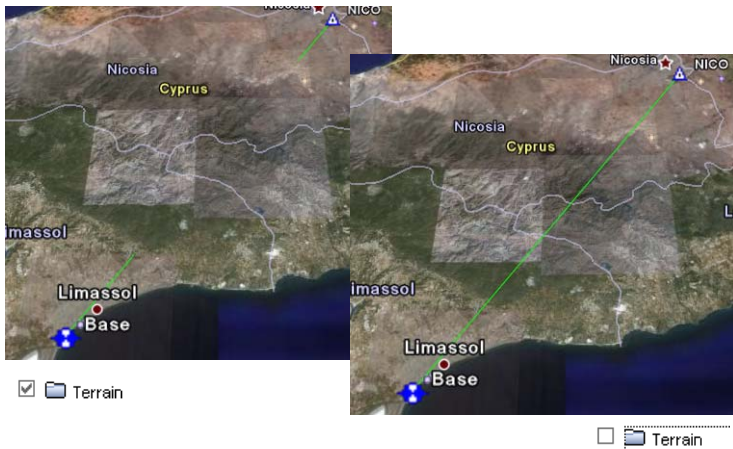 Nicosia
NICO
Nicosia
Cyprus
imassol
Limassol
Base
Terrain
Nicosia
NICO
Nicosia
Cyprus
L
imassol
Limassol
Base
Terrain